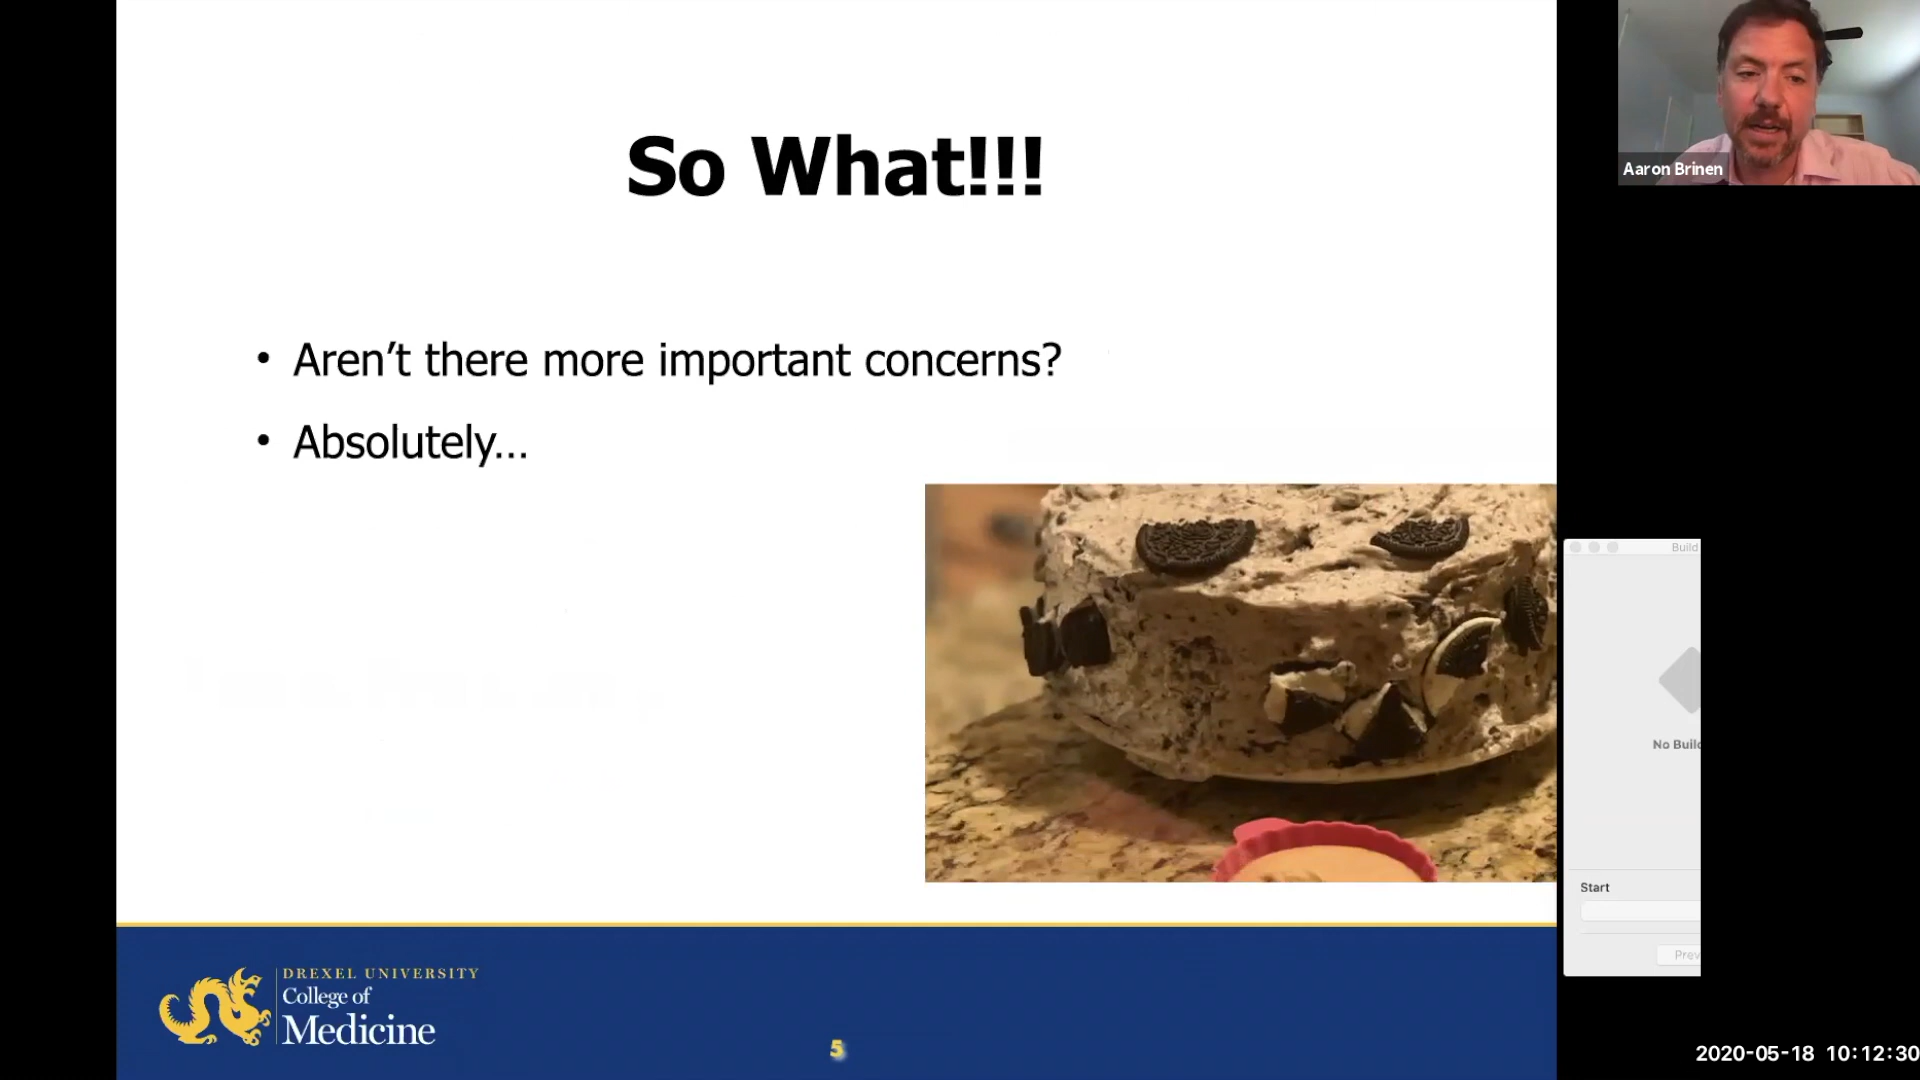 So What!!!
• Aren't there more important concerns?
• Absolutely...
DREXEL UNIVERSITY
College of
Medicine
5
Aaron Brinen
Build
No Build
Start
Prev
2020-05-18 10:12:30